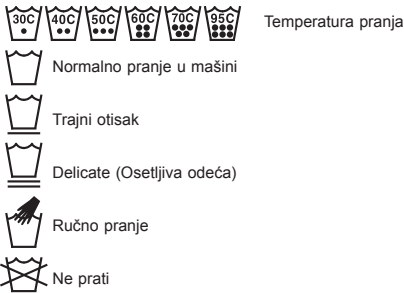 30C 40C 50C 60C 70C 95C Temperatura pranja
Normalno pranje u mašini
Trajni otisak
Delicate (Osetljiva odeća)
Ručno pranje
Ne prati